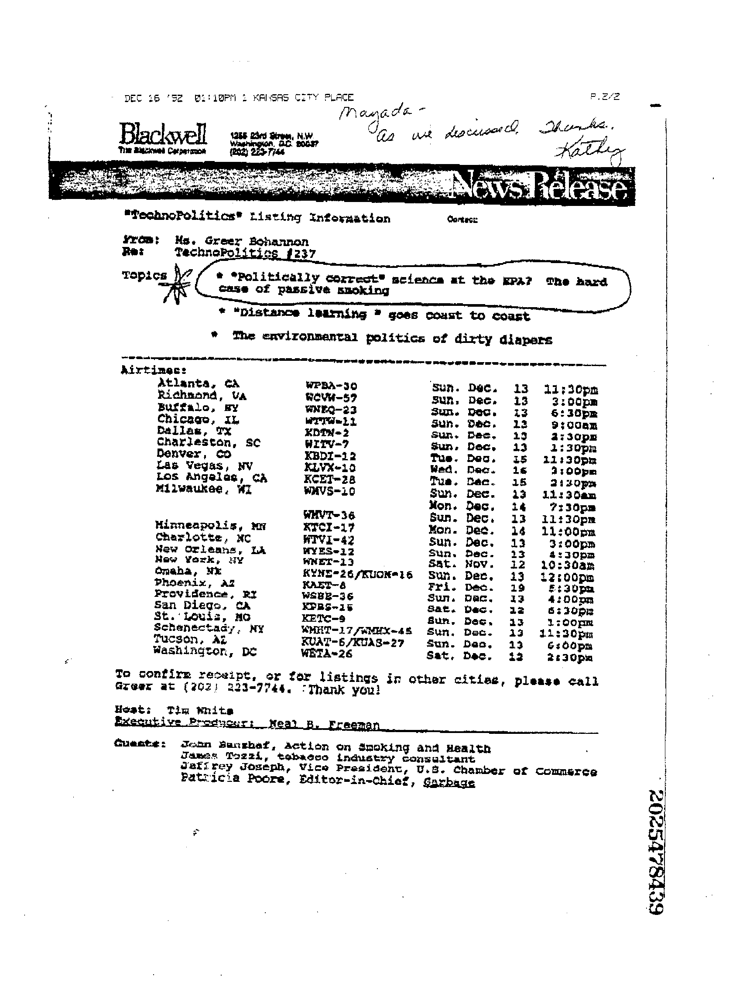 DEC 16 '92 01:10PM 1 KANSAS CITY PLACE P.2/2
Mayada -
as we discussed. Thanks.
Kathy
Blackwell
The Blackwell Corporation
1255 23rd Street, N.W.
Washington, D.C. 20037
(202) 223-7744
News Release
"TechnoPolitics" Listing Information Contact:
From: Ms. Greer Bohannon
Re: TechnoPolitics #237
Topics * "Politically correct" science at the EPA? The hard
case of passive smoking
* "Distance learning " goes coast to coast
* The environmental politics of dirty diapers
Airtimes:
Atlanta, GA WPBA-30 Sun. Dec. 13 11:30pm
Richmond, VA WCVW-57 Sun. Dec. 13 3:00pm
Buffalo, NY WNEQ-23 Sun. Dec. 13 6:30pm
Chicago, IL WTTW-11 Sun. Dec. 13 9:00am
Dallas, TX KDTN-2 Sun. Dec. 13 2:30pm
Charleston, SC WITV-7 Sun. Dec. 13 1:30pm
Denver, CO KBDI-12 Tue. Dec. 15 11:30pm
Las Vegas, NV KLVX-10 Wed. Dec. 16 3:00pm
Los Angeles, CA KCET-28 Tue. Dec. 15 2:30pm
Milwaukee, WI WMVS-10 Sun. Dec. 13 11:30am
Mon. Dec. 14 7:30pm
WMVT-36 Sun. Dec. 13 11:30pm
Minneapolis, MN KTCI-17 Mon. Dec. 14 11:00pm
Charlotte, NC WTVI-42 Sun. Dec. 13 3:00pm
New Orleans, LA WYES-12 Sun. Dec. 13 4:30pm
New York, NY WNET-13 Sat. Nov. 12 10:30am
Omaha, NE KYNE-26/KUON-16 Sun. Dec. 13 12:00pm
Phoenix, AZ KAET-8 Fri. Dec. 19 5:30pm
Providence, RI WSBE-36 Sun. Dec. 13 4:00pm
San Diego, CA KPBS-15 Sat. Dec. 12 5:30pm
St. Louis, MO KETC-9 Sun. Dec. 13 1:00pm
Schenectady, NY WMHT-17/WMHX-45 Sun. Dec. 13 11:30pm
Tucson, AZ KUAT-6/KUAS-27 Sun. Dec. 13 6:00pm
Washington, DC WETA-26 Sat. Dec. 12 2:30pm
To confirm receipt, or for listings in other cities, please call
Greer at (202) 223-7744. Thank you!
Host: Tim White
Executive Producer: Neal B. Freeman
Guests: John Banzhaf, Action on Smoking and Health
James Tozzi, tobacco industry consultant
Jeffrey Joseph, Vice President, U.S. Chamber of Commerce
Patricia Poore, Editor-in-Chief, Garbage
2025478439